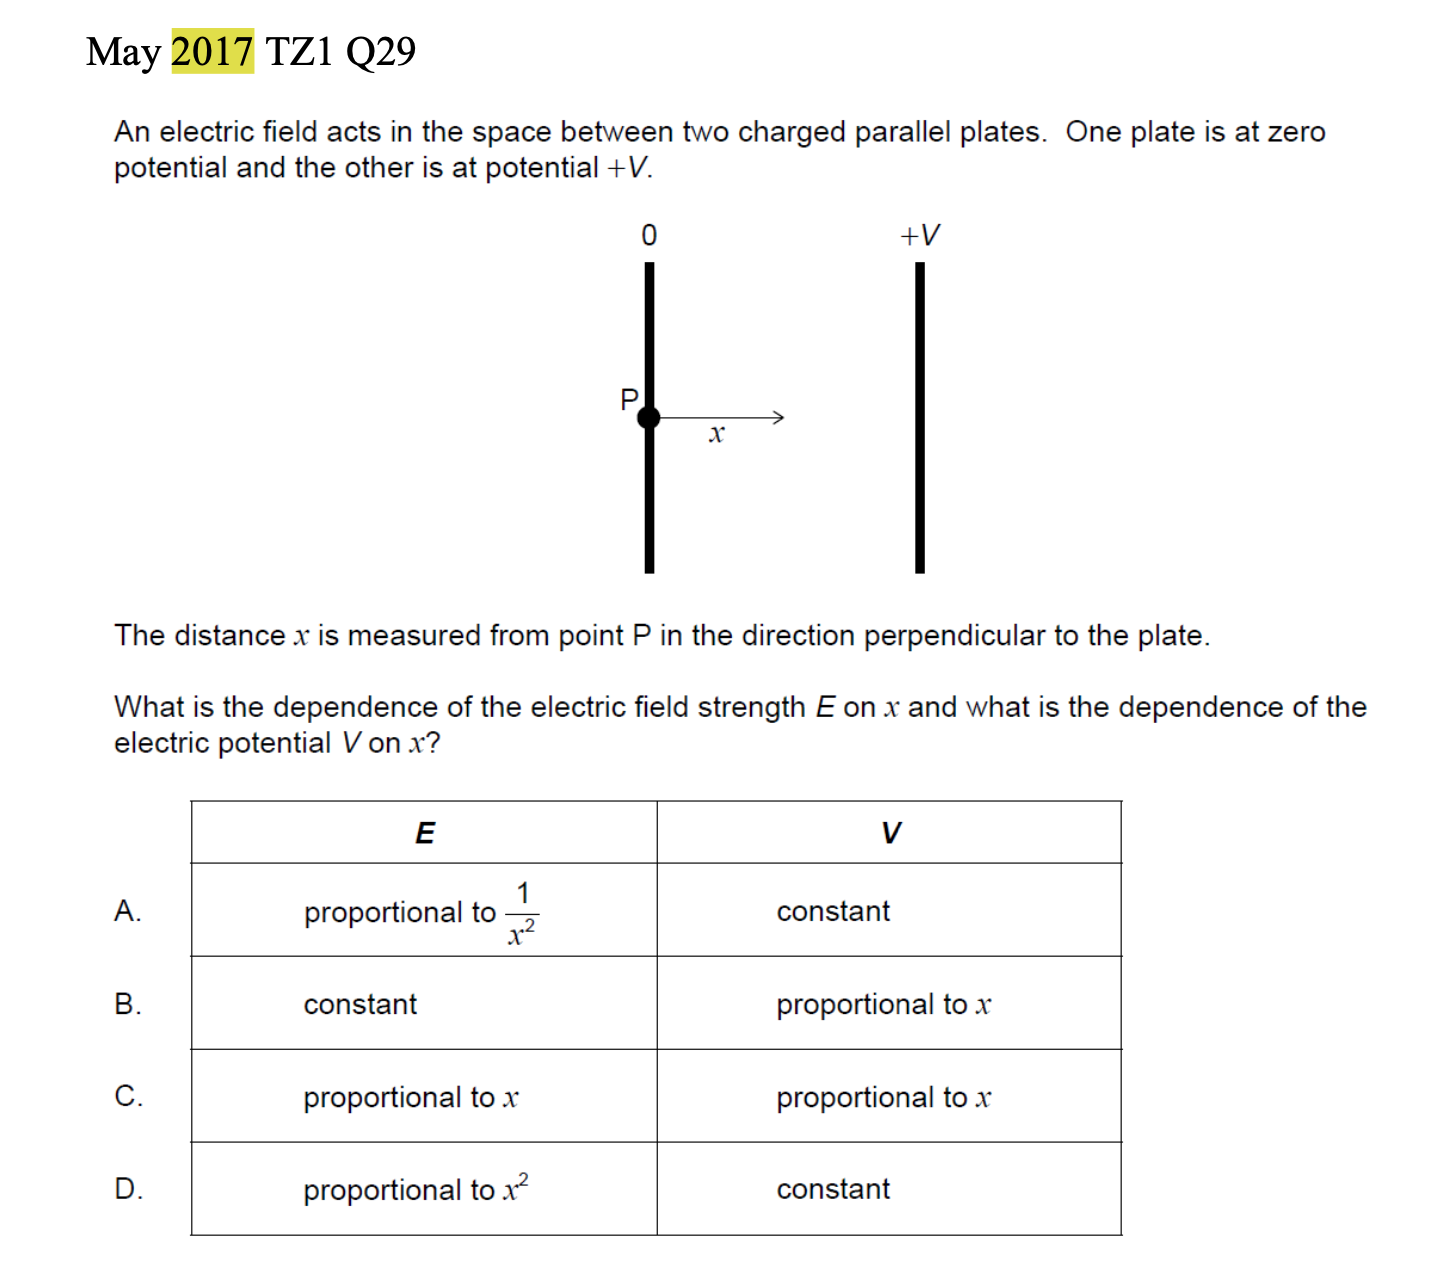 May 2017 TZ1 Q29
An electric field acts in the space between two charged parallel plates. One plate is at zero
potential and the other is at potential +V.
0 +V
P
x
The distance x is measured from point P in the direction perpendicular to the plate.
What is the dependence of the electric field strength E on x and what is the dependence of the
electric potential V on x?
E V
A. proportional to 1/x² constant
B. constant proportional to x
C. proportional to x proportional to x
D. proportional to x² constant